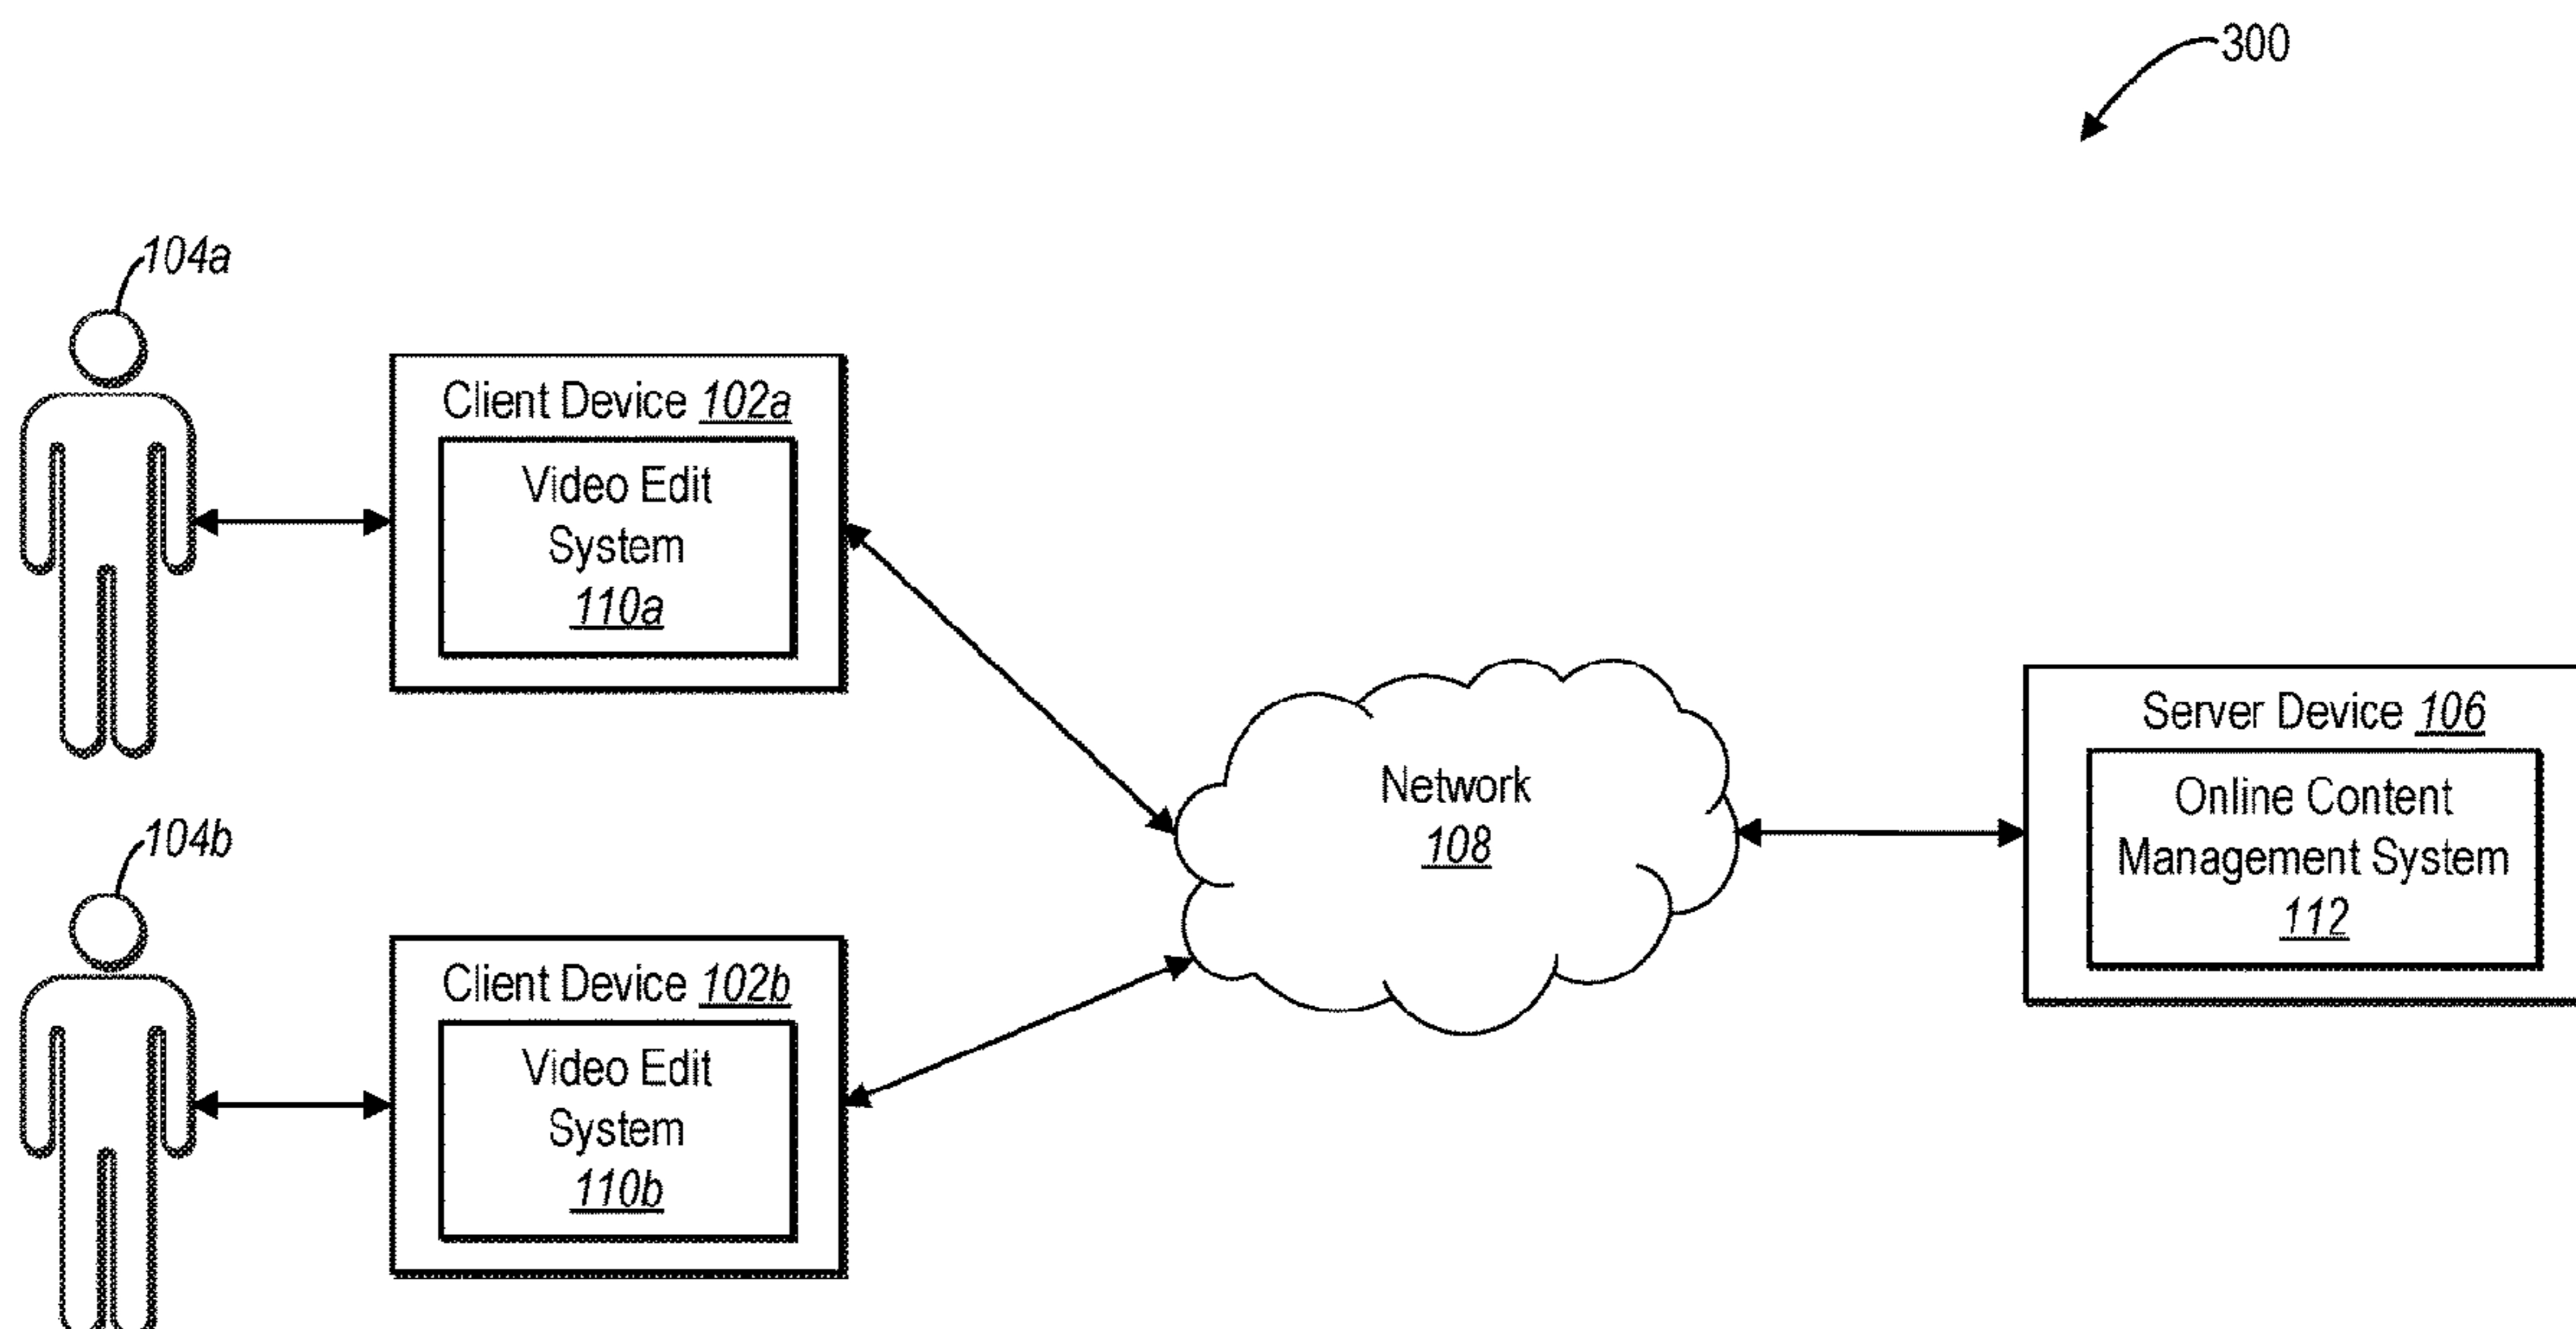 300
104a
Client Device 102a
Video Edit
System
110a
Network
108
Server Device 106
Online Content
Management System
112
104b
Client Device 102b
Video Edit
System
110b